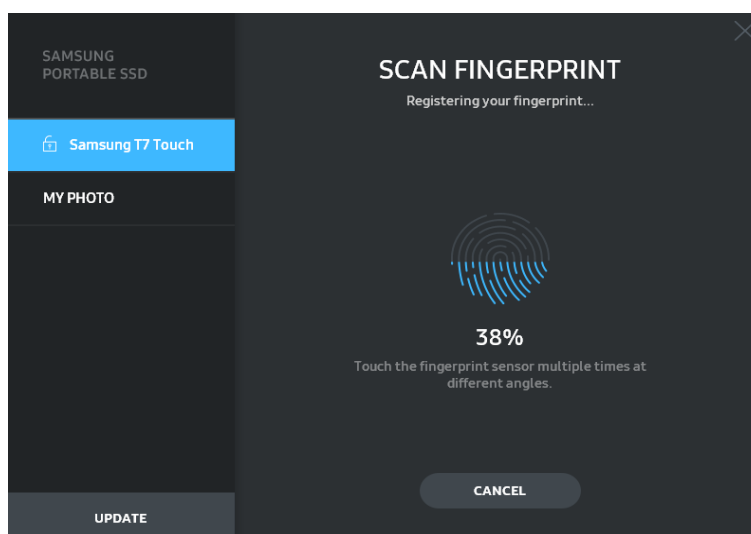 SAMSUNG
PORTABLE SSD
Samsung T7 Touch
MY PHOTO
UPDATE
SCAN FINGERPRINT
Registering your fingerprint...
38%
Touch the fingerprint sensor multiple times at
different angles.
CANCEL